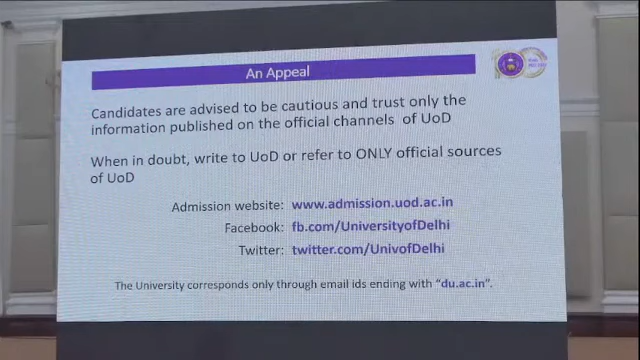 An Appeal
Candidates are advised to be cautious and trust only the
information published on the official channels of UoD
When in doubt, write to UoD or refer to ONLY official sources
of UoD
Admission website: www.admission.uod.ac.in
Facebook: fb.com/UniversityofDelhi
Twitter: twitter.com/UnivofDelhi
The University corresponds only through email ids ending with "du.ac.in".